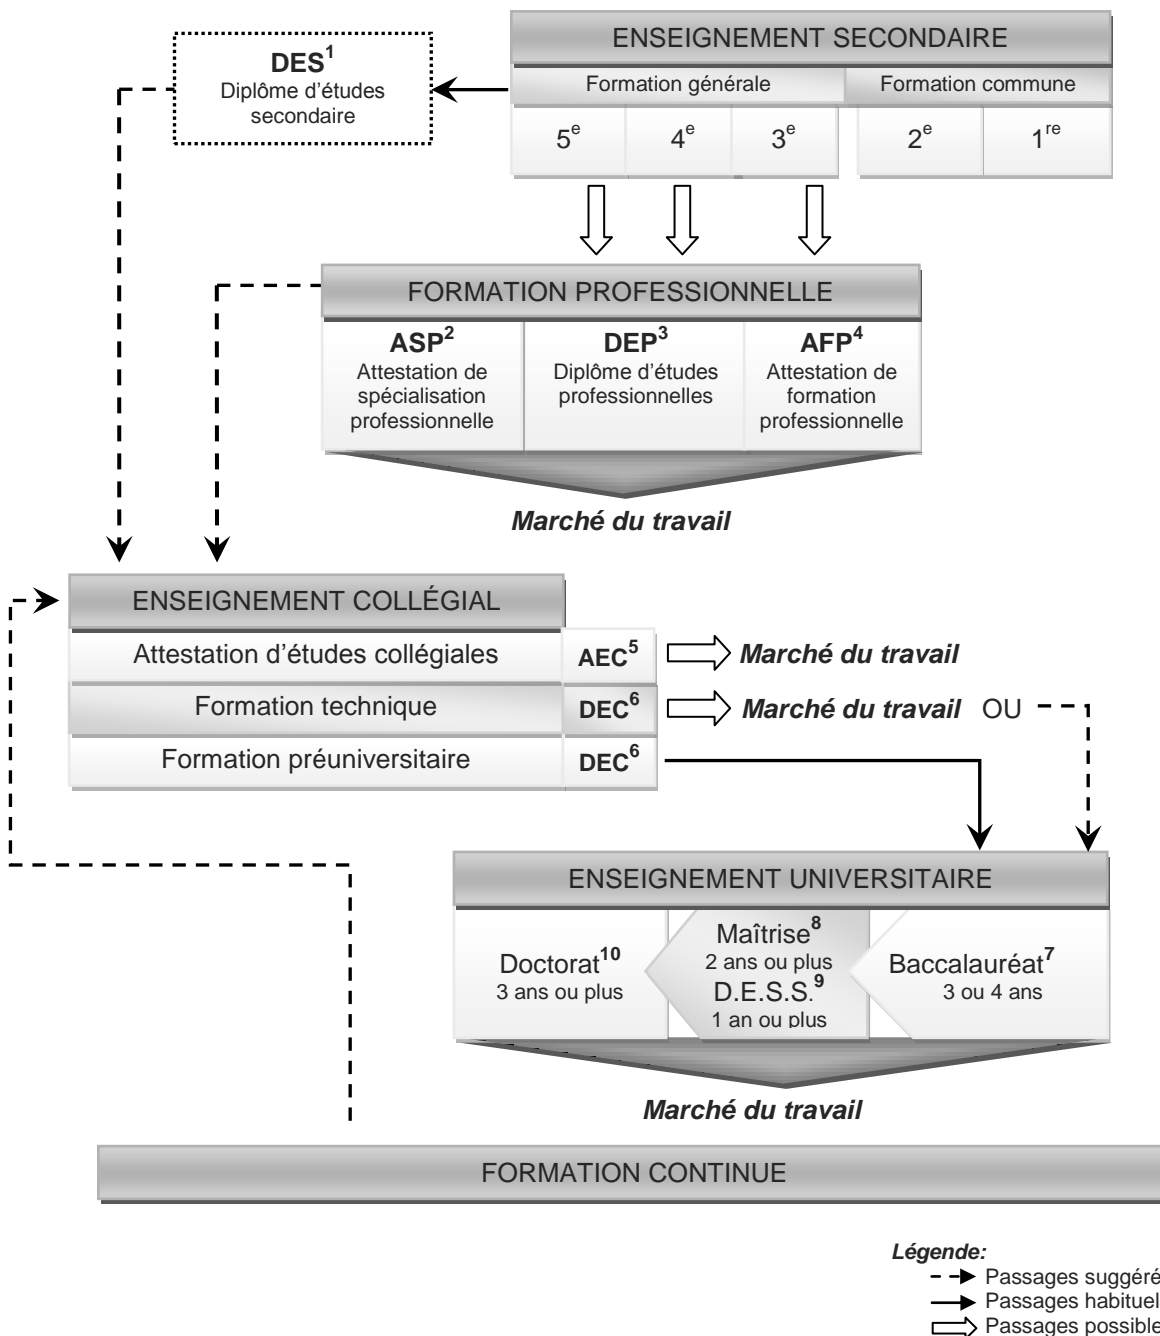 ENSEIGNEMENT SECONDAIRE
DES¹
Diplôme d'études
secondaire
Formation générale
Formation commune
5ᵉ 4ᵉ 3ᵉ 2ᵉ 1ʳᵉ
FORMATION PROFESSIONNELLE
ASP²
Attestation de
spécialisation
professionnelle
DEP³
Diplôme d'études
professionnelles
AFP⁴
Attestation de
formation
professionnelle
Marché du travail
ENSEIGNEMENT COLLÉGIAL
Attestation d'études collégiales AEC⁵ Marché du travail
Formation technique DEC⁶ Marché du travail OU
Formation préuniversitaire DEC⁶
ENSEIGNEMENT UNIVERSITAIRE
Doctorat¹⁰
3 ans ou plus
Maîtrise⁸
2 ans ou plus
D.E.S.S.⁹
1 an ou plus
Baccalauréat⁷
3 ou 4 ans
Marché du travail
FORMATION CONTINUE
Légende:
Passages suggéré
Passages habituel
Passages possible